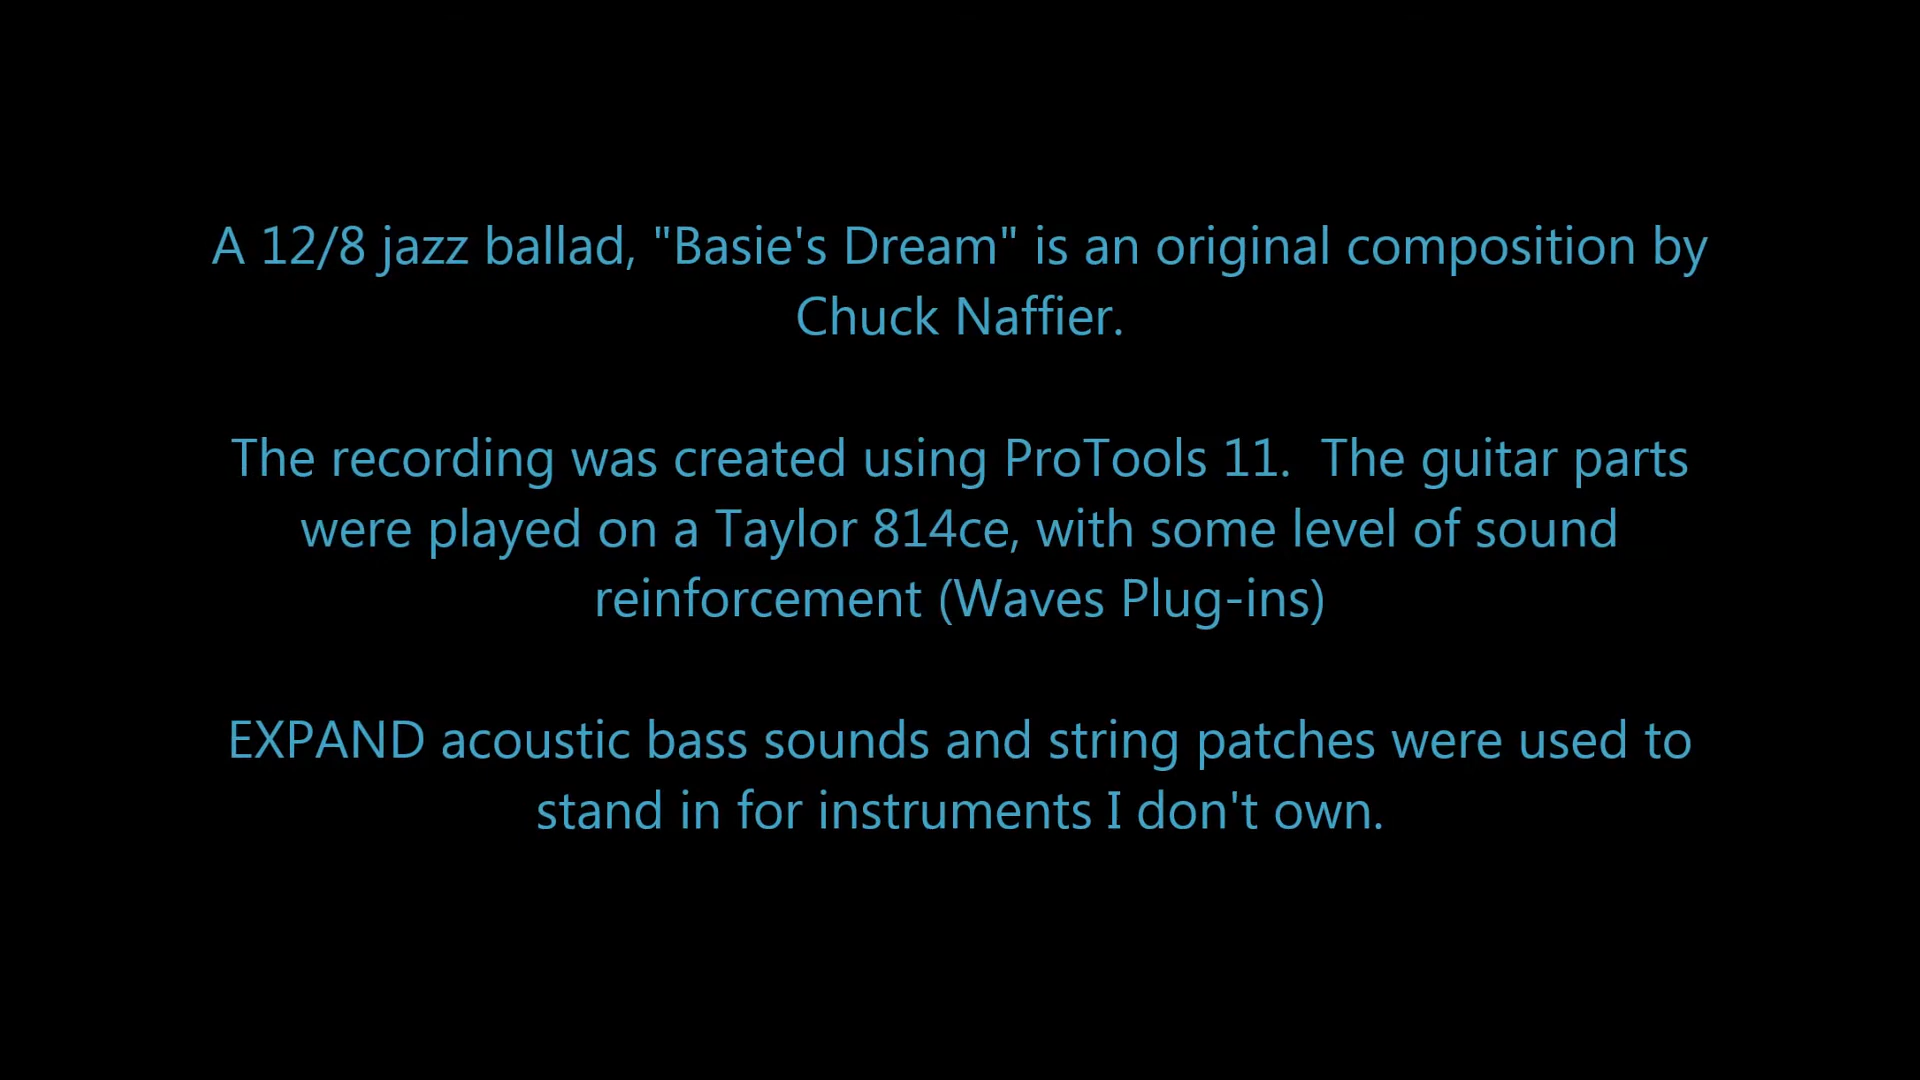 A 12/8 jazz ballad, "Basie's Dream" is an original composition by
Chuck Naffier.
The recording was created using ProTools 11.  The guitar parts
were played on a Taylor 814ce, with some level of sound
reinforcement (Waves Plug-ins)
EXPAND acoustic bass sounds and string patches were used to
stand in for instruments I don't own.